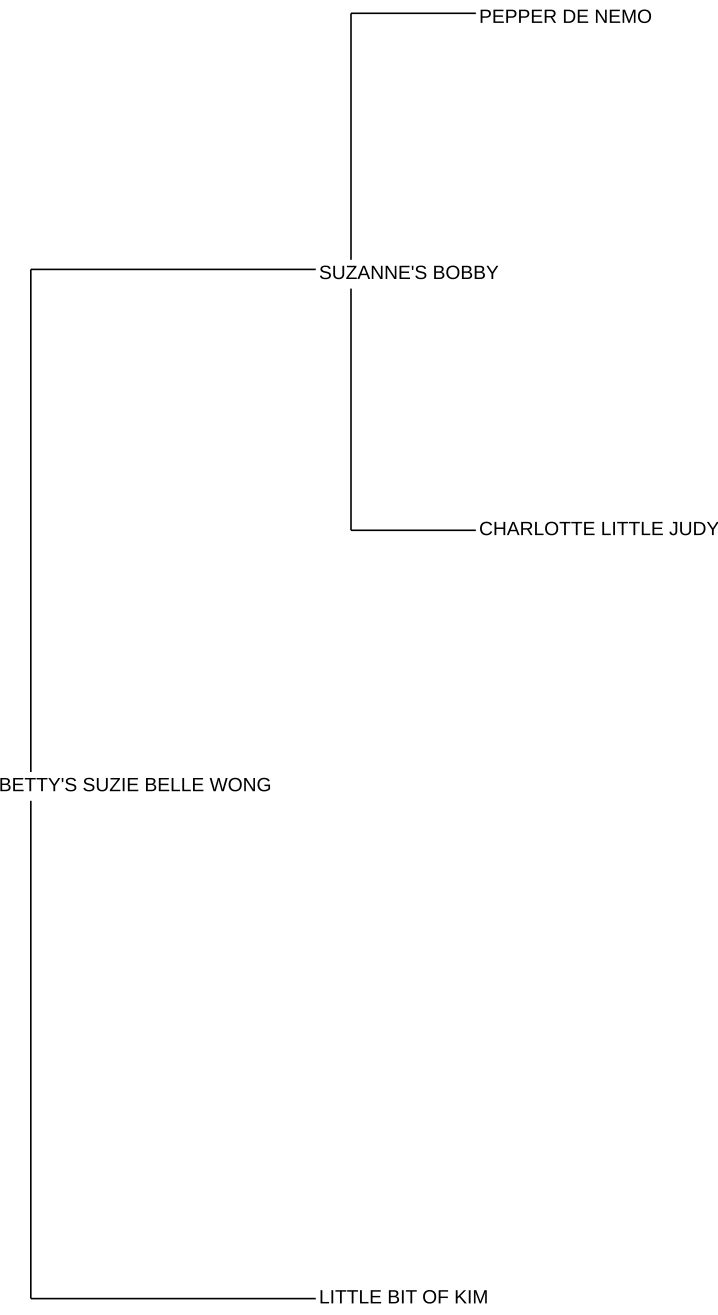 PEPPER DE NEMO
SUZANNE'S BOBBY
CHARLOTTE LITTLE JUDY
BETTY'S SUZIE BELLE WONG
LITTLE BIT OF KIM